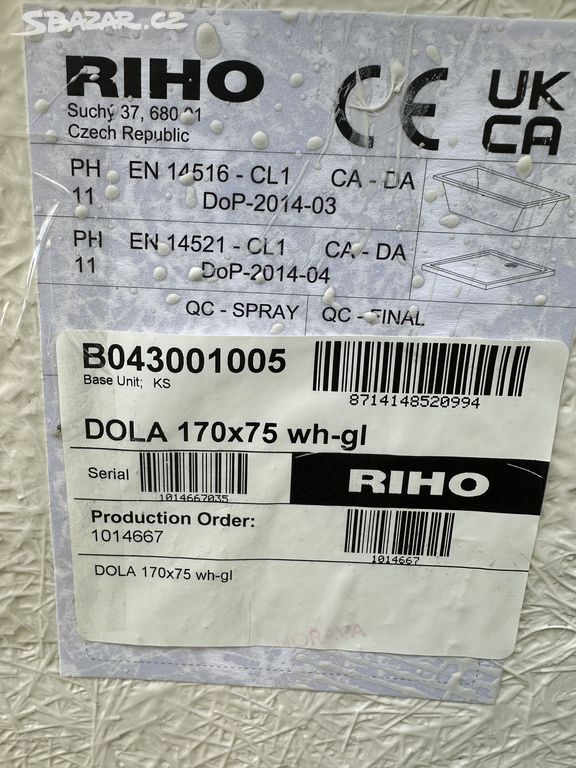 SBAZAR.CZ
RIHO
Suchý 37, 680 01
Czech Republic
CE UK CA
PH 11 EN 14516 - CL1 CA - DA
DoP-2014-03
PH 11 EN 14521 - CL1 CA - DA
DoP-2014-04
QC - SPRAY QC - FINAL
B043001005
Base Unit; KS
8714148520994
DOLA 170x75 wh-gl
Serial
1014667035
RIHO
Production Order:
1014667
1014667
DOLA 170x75 wh-gl